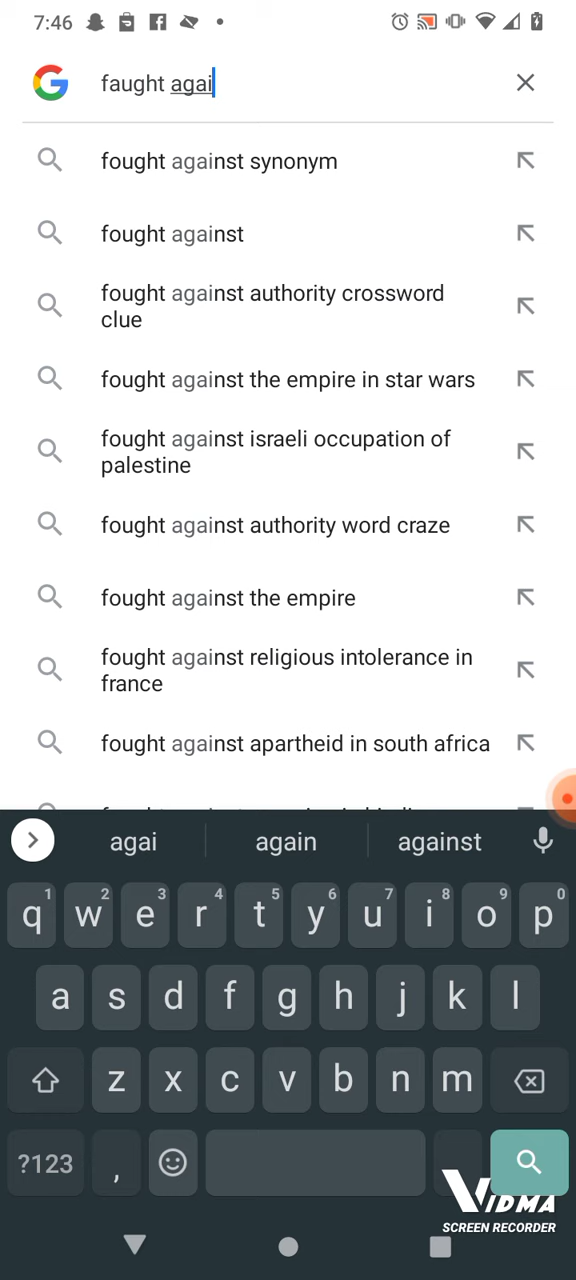 7:46
faught agai
fought against synonym
fought against
fought against authority crossword
clue
fought against the empire in star wars
fought against israeli occupation of
palestine
fought against authority word craze
fought against the empire
fought against religious intolerance in
france
fought against apartheid in south africa
agai again against
1 2 3 4 5 6 7 8 9 0
q w e r t y u i o p
a s d f g h j k l
z x c v b n m
?123 ,
VIDMA
SCREEN RECORDER